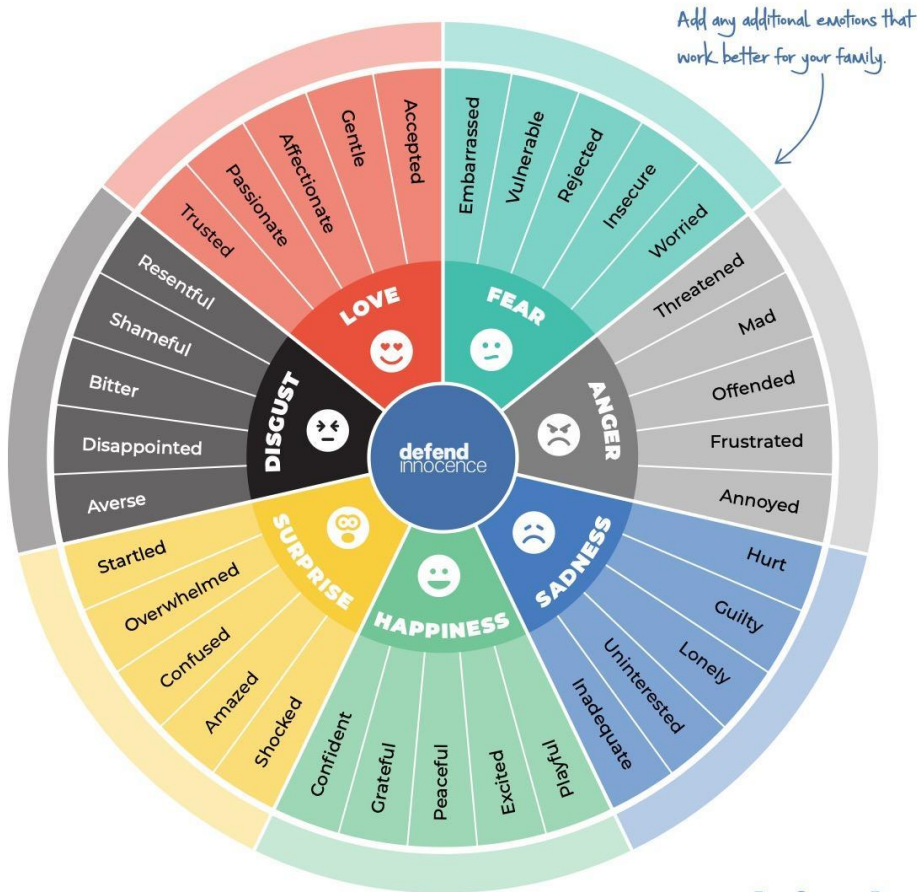 Add any additional emotions that
work better for your family.
LOVE
Trusted
Passionate
Affectionate
Gentle
Accepted
FEAR
Embarrassed
Vulnerable
Rejected
Insecure
Worried
ANGER
Threatened
Mad
Offended
Frustrated
Annoyed
SADNESS
Hurt
Guilty
Lonely
Uninterested
Inadequate
HAPPINESS
Playful
Excited
Peaceful
Grateful
Confident
SURPRISE
Shocked
Amazed
Confused
Overwhelmed
Startled
DISGUST
Averse
Disappointed
Bitter
Shameful
Resentful
defend
innocence